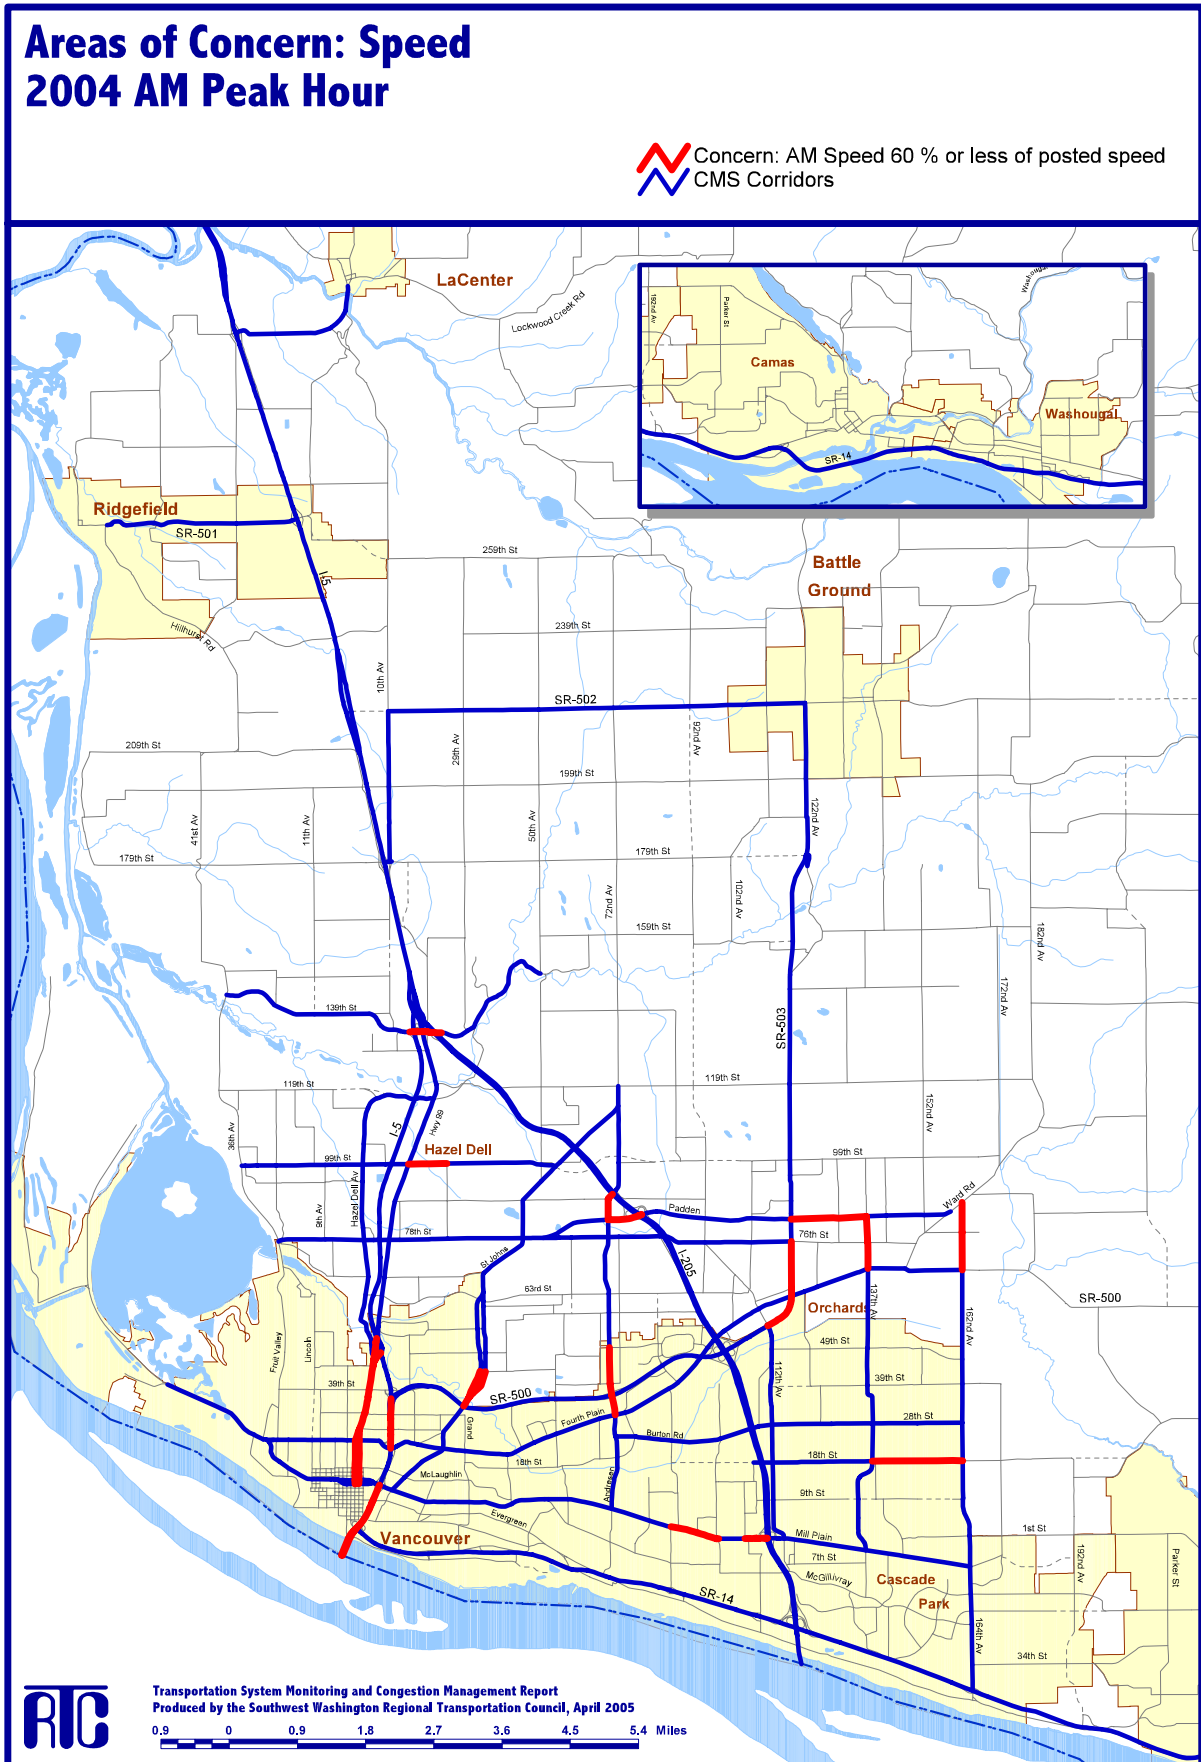 Areas of Concern: Speed
2004 AM Peak Hour
Concern: AM Speed 60 % or less of posted speed
CMS Corridors
LaCenter
Lockwood Creek Rd
192nd Av
Parker St
Camas
Washougal
SR-14
Ridgefield
SR-501
I-5
Hillhurst Rd
259th St
Battle
Ground
239th St
10th Av
SR-502
209th St
29th Av
92nd Av
199th St
41st Av
11th Av
50th Av
122nd Av
179th St
179th St
72nd Av
102nd Av
159th St
182nd Av
172nd Av
139th St
SR-503
119th St
119th St
152nd Av
36th Av
I-5
Hwy 99
Hazel Dell
99th St
99th St
Hazel Dell Av
9th Av
78th St
St Johns
Padden
Ward Rd
76th St
I-205
63rd St
SR-500
137th Av
Orchards
162nd Av
Fruit Valley
Lincoln
49th St
39th St
SR-500
112th Av
39th St
Grand
Fourth Plain
28th St
Burton Rd
18th St
18th St
McLaughlin
Andresen
9th St
Evergreen
Vancouver
Mill Plain
1st St
7th St
192nd Av
Parker St
McGillivray
Cascade
Park
SR-14
164th Av
34th St
RTC
Transportation System Monitoring and Congestion Management Report
Produced by the Southwest Washington Regional Transportation Council, April 2005
0.9 0 0.9 1.8 2.7 3.6 4.5 5.4 Miles